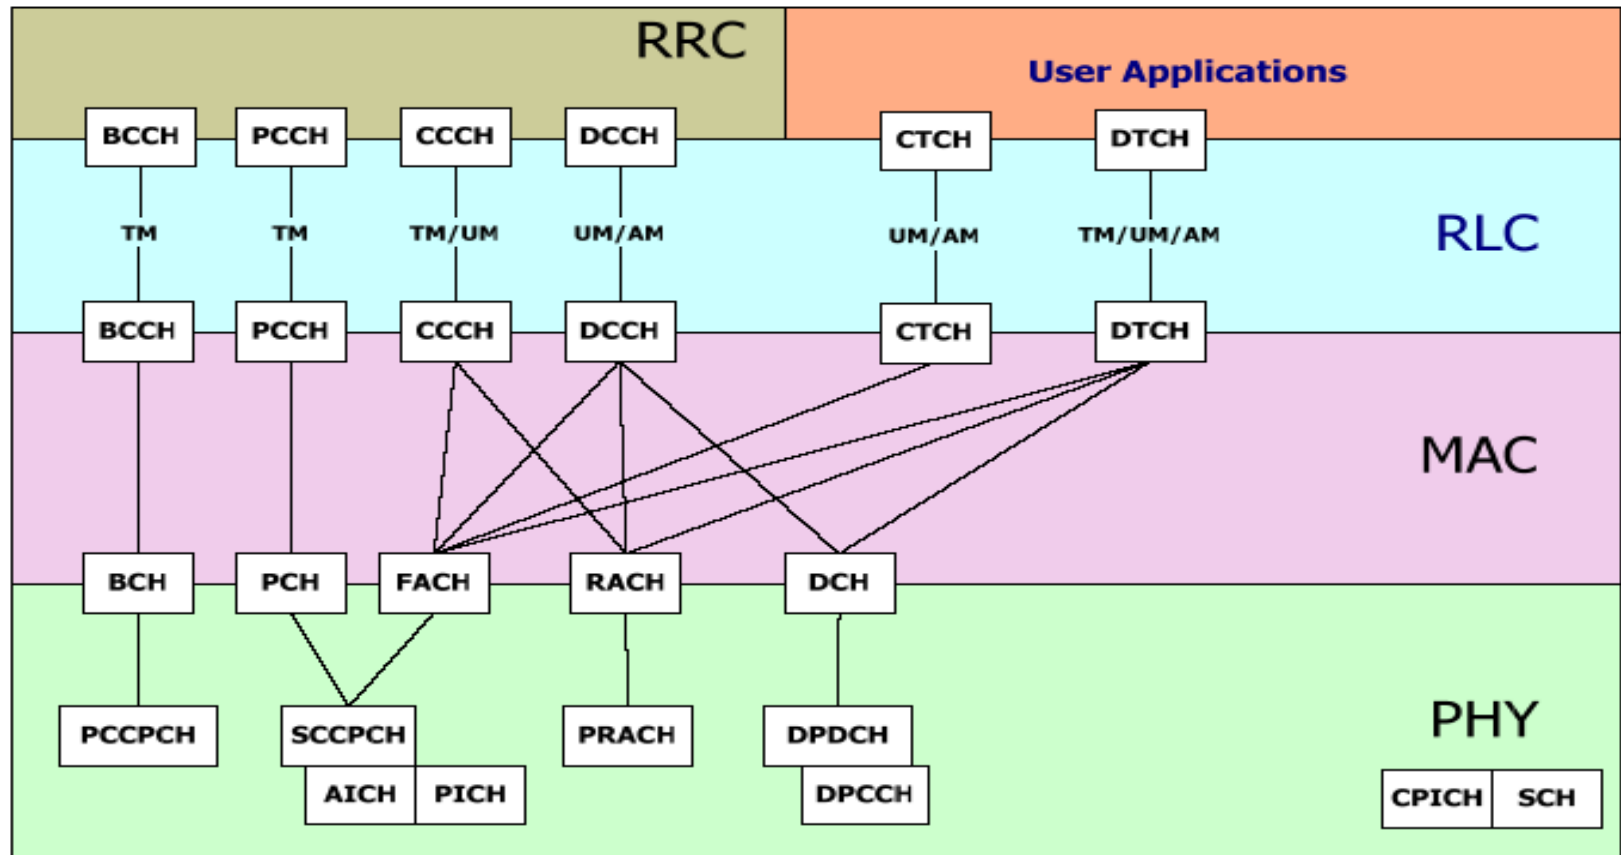 RRC
User Applications
BCCH PCCH CCCH DCCH CTCH DTCH
TM TM TM/UM UM/AM UM/AM TM/UM/AM
RLC
BCCH PCCH CCCH DCCH CTCH DTCH
MAC
BCH PCH FACH RACH DCH
PHY
PCCPCH SCCPCH PRACH DPDCH
AICH PICH DPCCH CPICH SCH